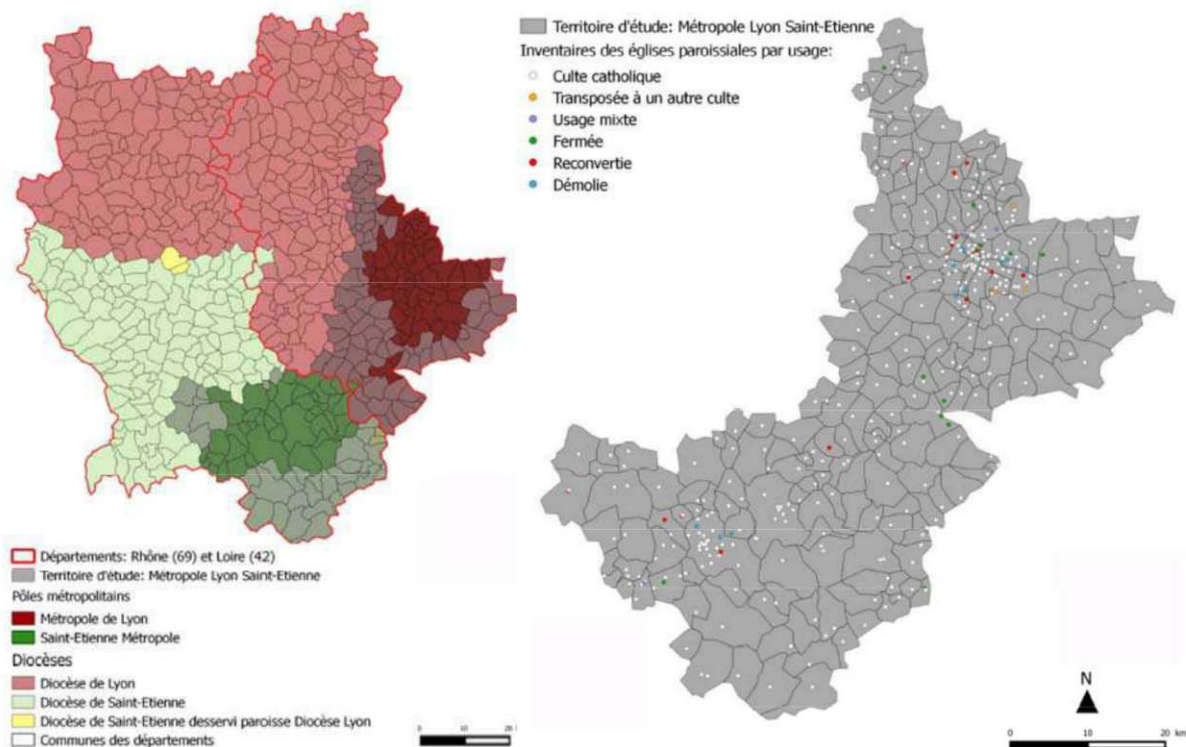 Départements: Rhône (69) et Loire (42)
Territoire d'étude: Métropole Lyon Saint-Etienne
Pôles métropolitains
Métropole de Lyon
Saint-Etienne Métropole
Diocèses
Diocèse de Lyon
Diocèse de Saint-Etienne
Diocèse de Saint-Etienne desservi paroisse Diocèse Lyon
Communes des départements
0 10 20
Territoire d'étude: Métropole Lyon Saint-Etienne
Inventaires des églises paroissiales par usage:
Culte catholique
Transposée à un autre culte
Usage mixte
Fermée
Reconvertie
Démolie
N
0 10 20 km